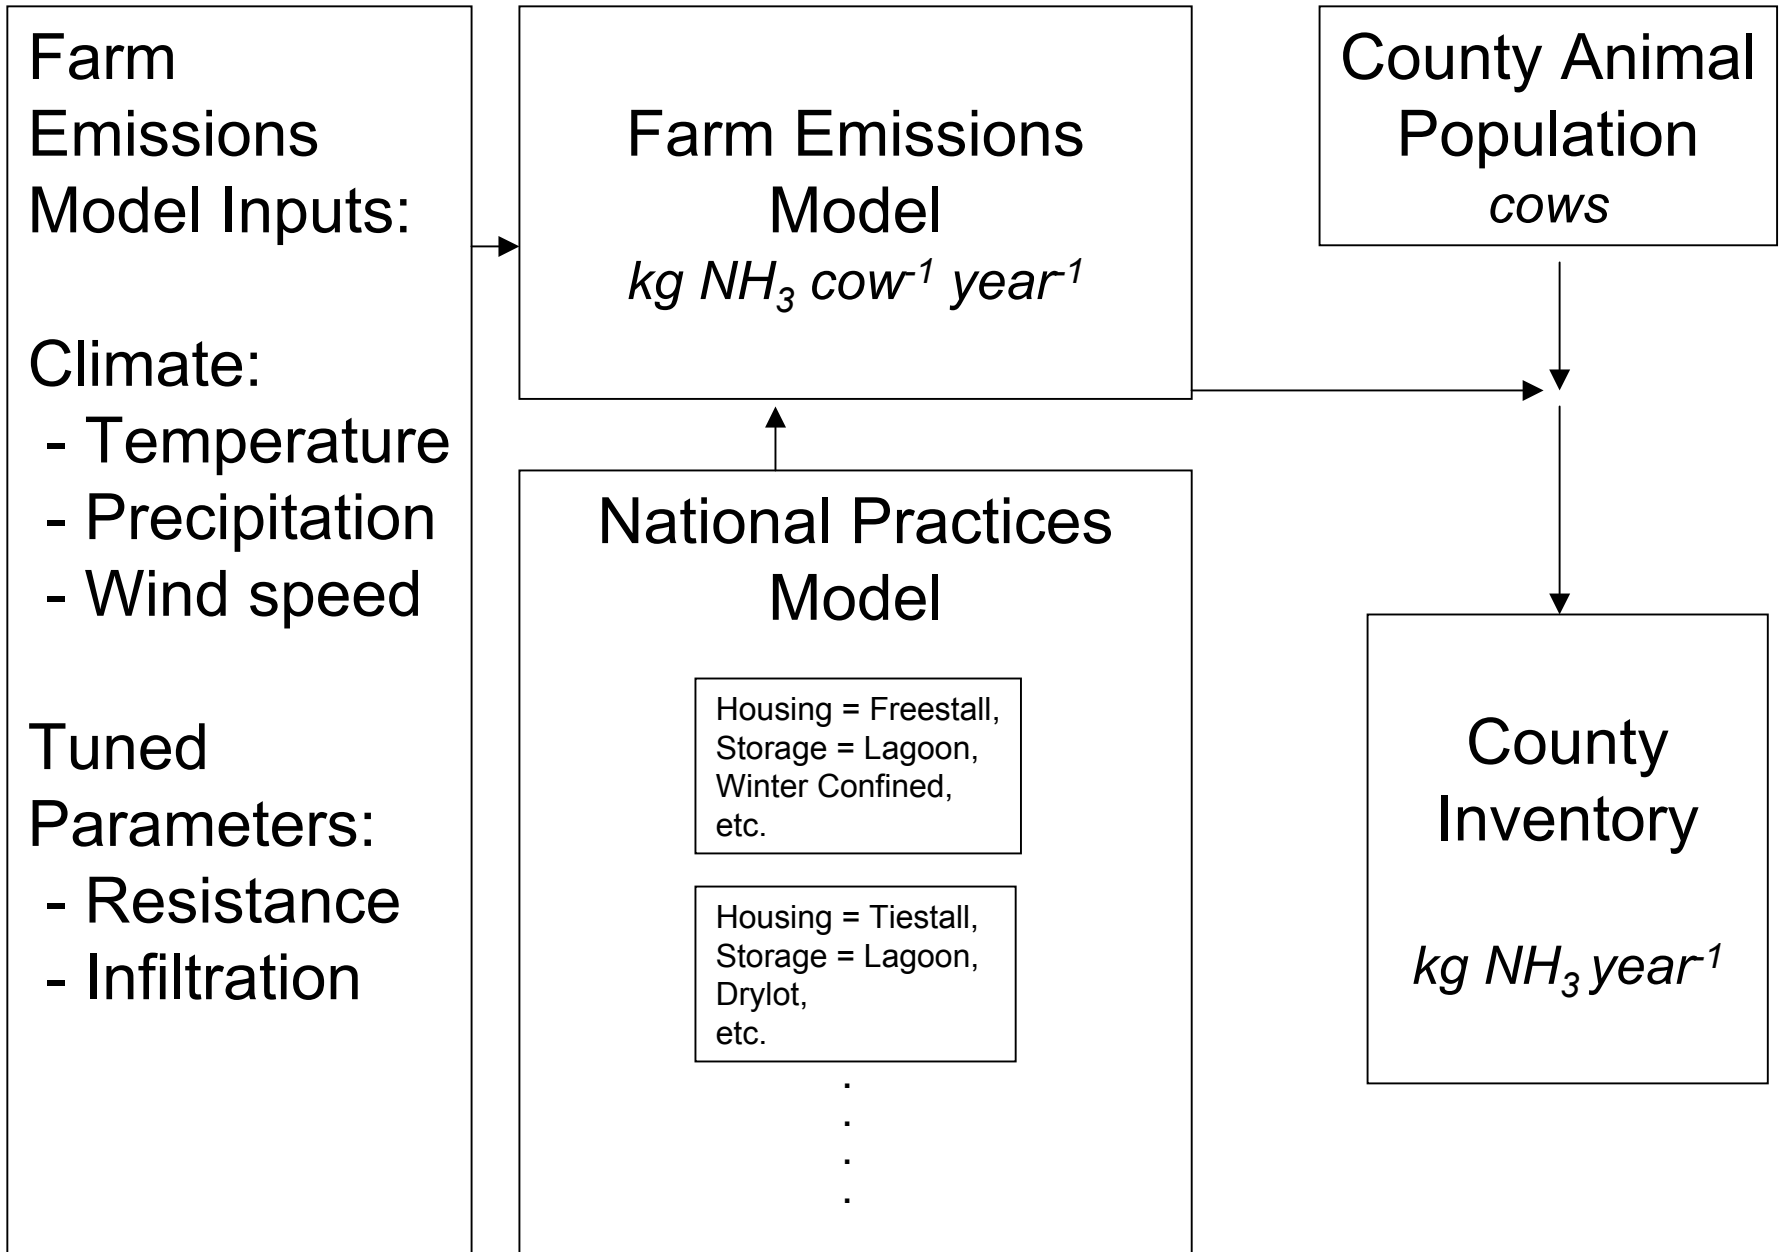 Farm
Emissions
Model Inputs:
Climate:
- Temperature
- Precipitation
- Wind speed
Tuned
Parameters:
- Resistance
- Infiltration
Farm Emissions
Model
kg NH₃ cow⁻¹ year⁻¹
National Practices
Model
Housing = Freestall,
Storage = Lagoon,
Winter Confined,
etc.
Housing = Tiestall,
Storage = Lagoon,
Drylot,
etc.
.
.
.
.
County Animal
Population
cows
County
Inventory
kg NH₃ year⁻¹